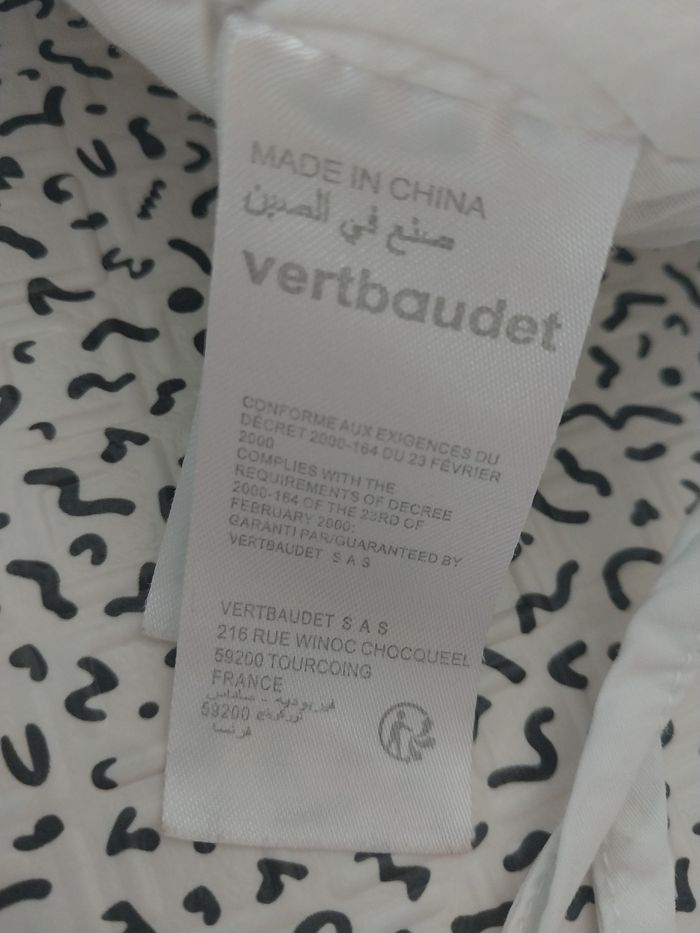 MADE IN CHINA
صنع في الصين
vertbaudet
CONFORME AUX EXIGENCES DU
DÉCRET 2000-164 DU 23 FÉVRIER
2000
COMPLIES WITH THE
REQUIREMENTS OF DECREE
2000-164 OF THE 23RD OF
FEBRUARY 2000:
GARANTI PAR/GUARANTEED BY
VERTBAUDET S A S
VERTBAUDET S A S
216 RUE WINOC CHOCQUEEL
59200 TOURCOING
FRANCE
59200
فرنسا